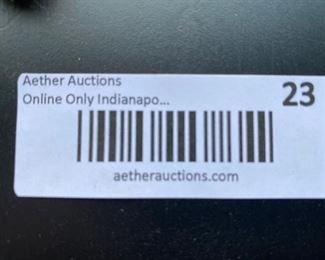 Aether Auctions
23
Online Only Indianapo...
aetherauctions.com